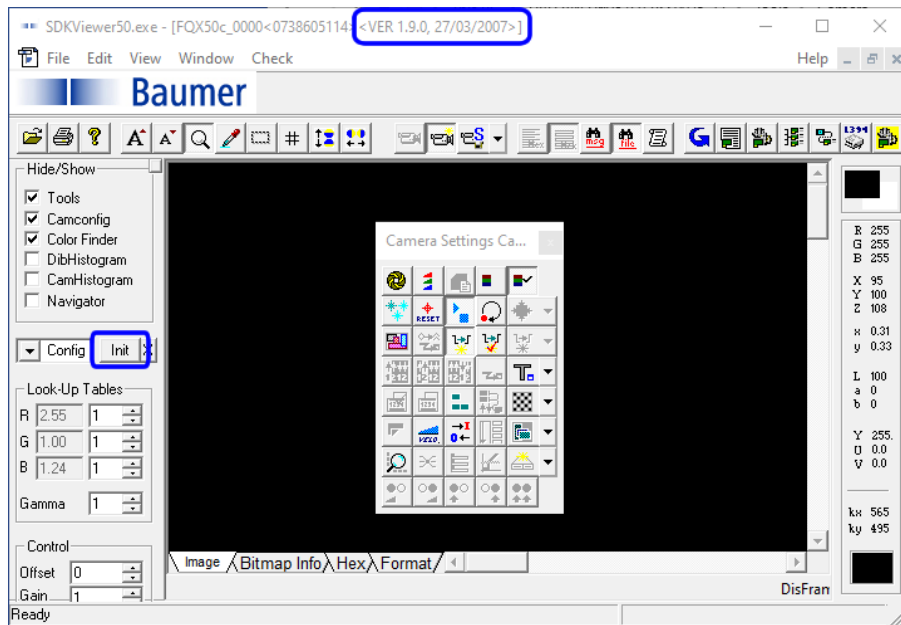 SDKViewer50.exe - [FQX50c_0000<0738605114> <VER 1.9.0, 27/03/2007>]
File Edit View Window Check Help
Baumer
Hide/Show
Tools
Camconfig
Color Finder
DibHistogram
CamHistogram
Navigator
Config Init X
Look-Up Tables
R 2.55 1
G 1.00 1
B 1.24 1
Gamma 1
Control
Offset 0
Gain 1
Camera Settings Ca...
RESET
VELO.
Image Bitmap Info Hex Format
DisFran
Ready
msg file 1394
R 255
G 255
B 255
X 95
Y 100
Z 108
x 0.31
y 0.33
L 100
a 0
b 0
Y 255.
U 0.0
V 0.0
kx 565
ky 495